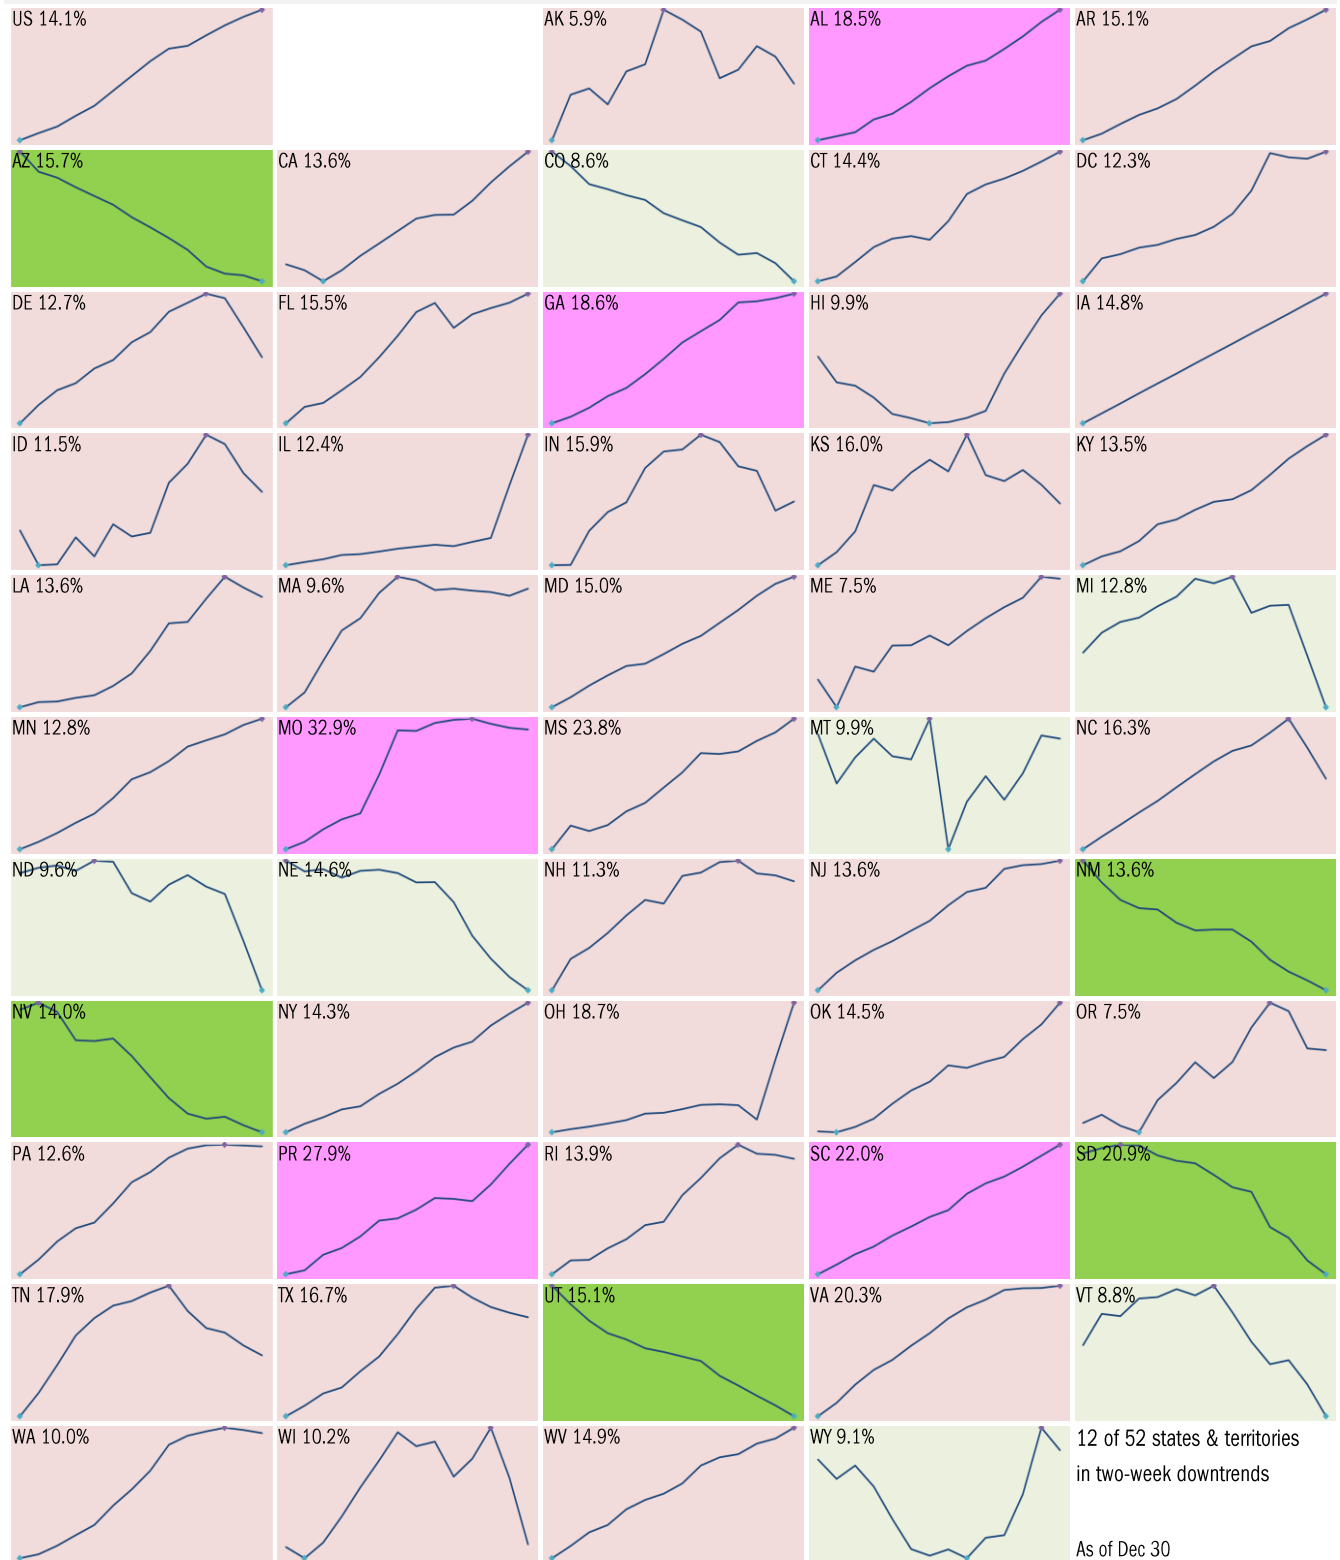 US 14.1%
AK 5.9%
AL 18.5%
AR 15.1%
AZ 15.7%
CA 13.6%
CO 8.6%
CT 14.4%
DC 12.3%
DE 12.7%
FL 15.5%
GA 18.6%
HI 9.9%
IA 14.8%
ID 11.5%
IL 12.4%
IN 15.9%
KS 16.0%
KY 13.5%
LA 13.6%
MA 9.6%
MD 15.0%
ME 7.5%
MI 12.8%
MN 12.8%
MO 32.9%
MS 23.8%
MT 9.9%
NC 16.3%
ND 9.6%
NE 14.6%
NH 11.3%
NJ 13.6%
NM 13.6%
NV 14.0%
NY 14.3%
OH 18.7%
OK 14.5%
OR 7.5%
PA 12.6%
PR 27.9%
RI 13.9%
SC 22.0%
SD 20.9%
TN 17.9%
TX 16.7%
UT 15.1%
VA 20.3%
VT 8.8%
WA 10.0%
WI 10.2%
WV 14.9%
WY 9.1%
12 of 52 states & territories
in two-week downtrends
As of Dec 30